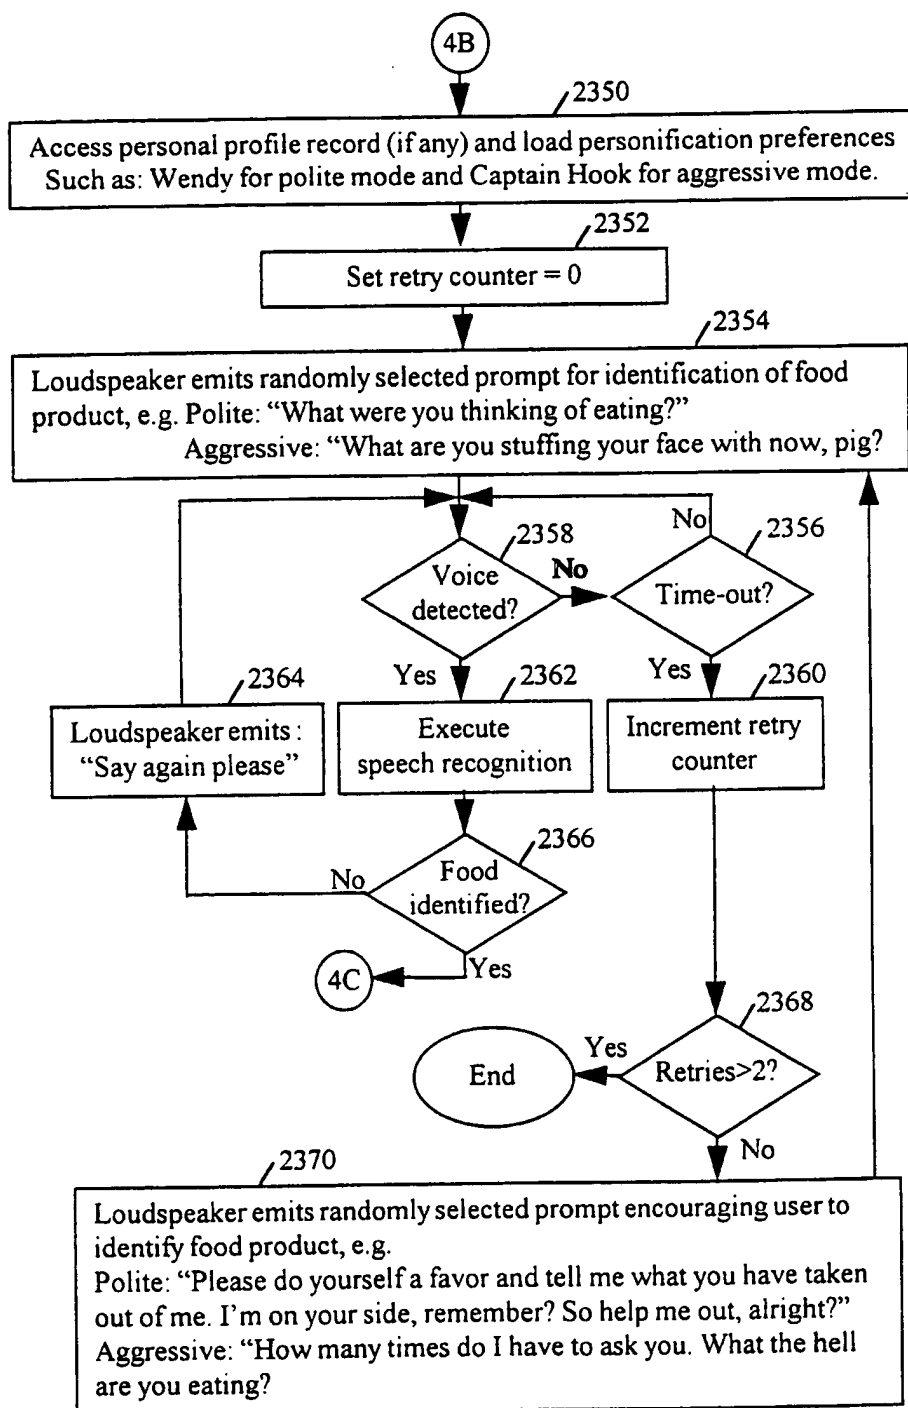 4B
2350
Access personal profile record (if any) and load personification preferences
Such as: Wendy for polite mode and Captain Hook for aggressive mode.
2352
Set retry counter = 0
2354
Loudspeaker emits randomly selected prompt for identification of food
product, e.g. Polite: “What were you thinking of eating?”
Aggressive: “What are you stuffing your face with now, pig?
No
2358
2356
Voice
detected?
No
Time-out?
Yes
Yes
2364
2362
2360
Loudspeaker emits :
“Say again please”
Execute
speech recognition
Increment retry
counter
2366
No
Food
identified?
Yes
4C
2368
Yes
End
Retries>2?
No
2370
Loudspeaker emits randomly selected prompt encouraging user to
identify food product, e.g.
Polite: “Please do yourself a favor and tell me what you have taken
out of me. I’m on your side, remember? So help me out, alright?”
Aggressive: “How many times do I have to ask you. What the hell
are you eating?